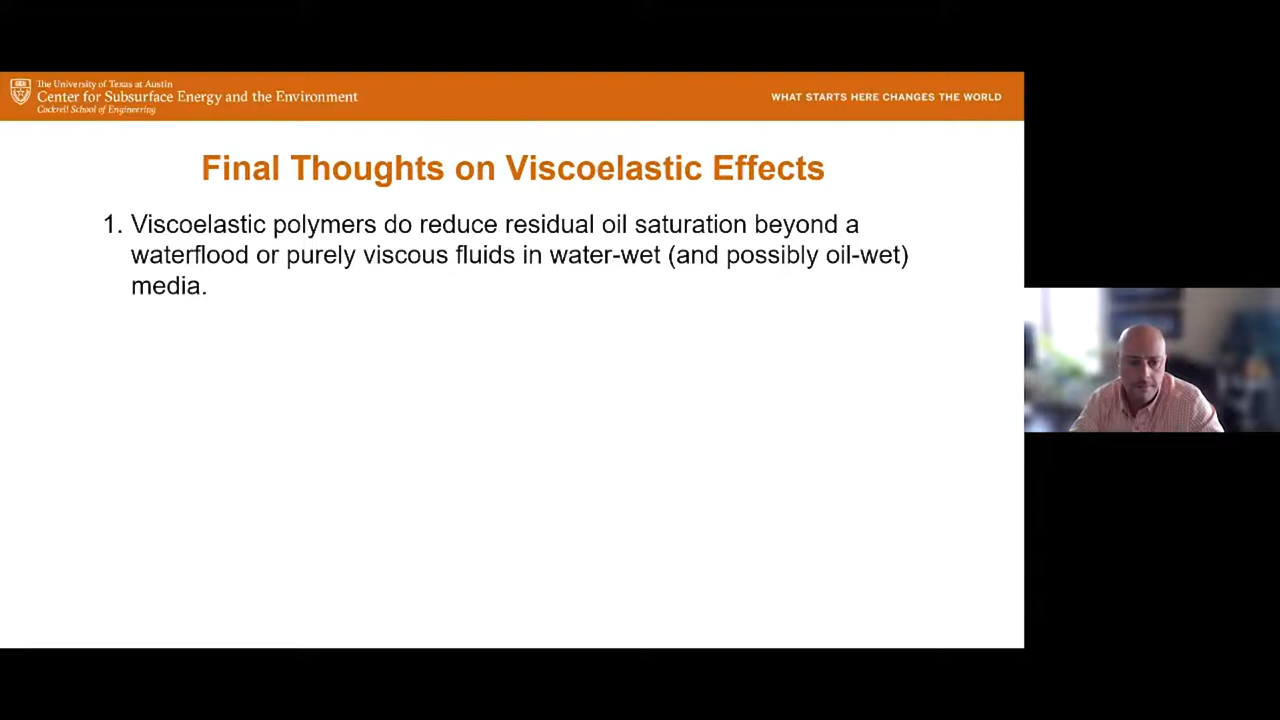 The University of Texas at Austin
Center for Subsurface Energy and the Environment
Cockrell School of Engineering
WHAT STARTS HERE CHANGES THE WORLD
Final Thoughts on Viscoelastic Effects
1. Viscoelastic polymers do reduce residual oil saturation beyond a
waterflood or purely viscous fluids in water-wet (and possibly oil-wet)
media.